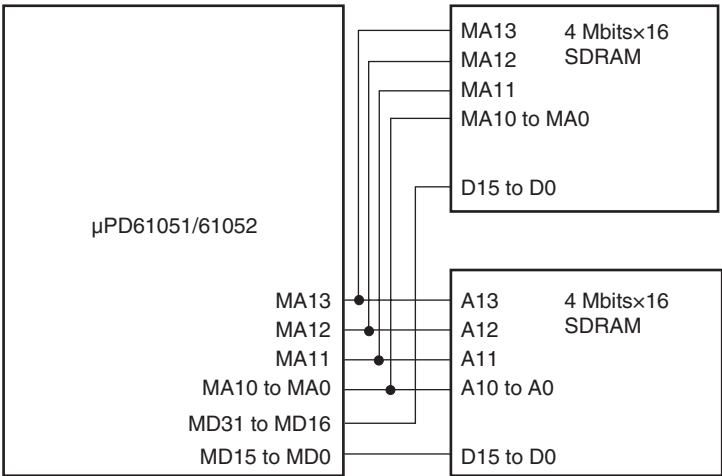 MA13
4 Mbits×16
MA12
SDRAM
MA11
MA10 to MA0
D15 to D0
µPD61051/61052
MA13
MA12
MA11
MA10 to MA0
MD31 to MD16
MD15 to MD0
A13
4 Mbits×16
A12
SDRAM
A11
A10 to A0
D15 to D0